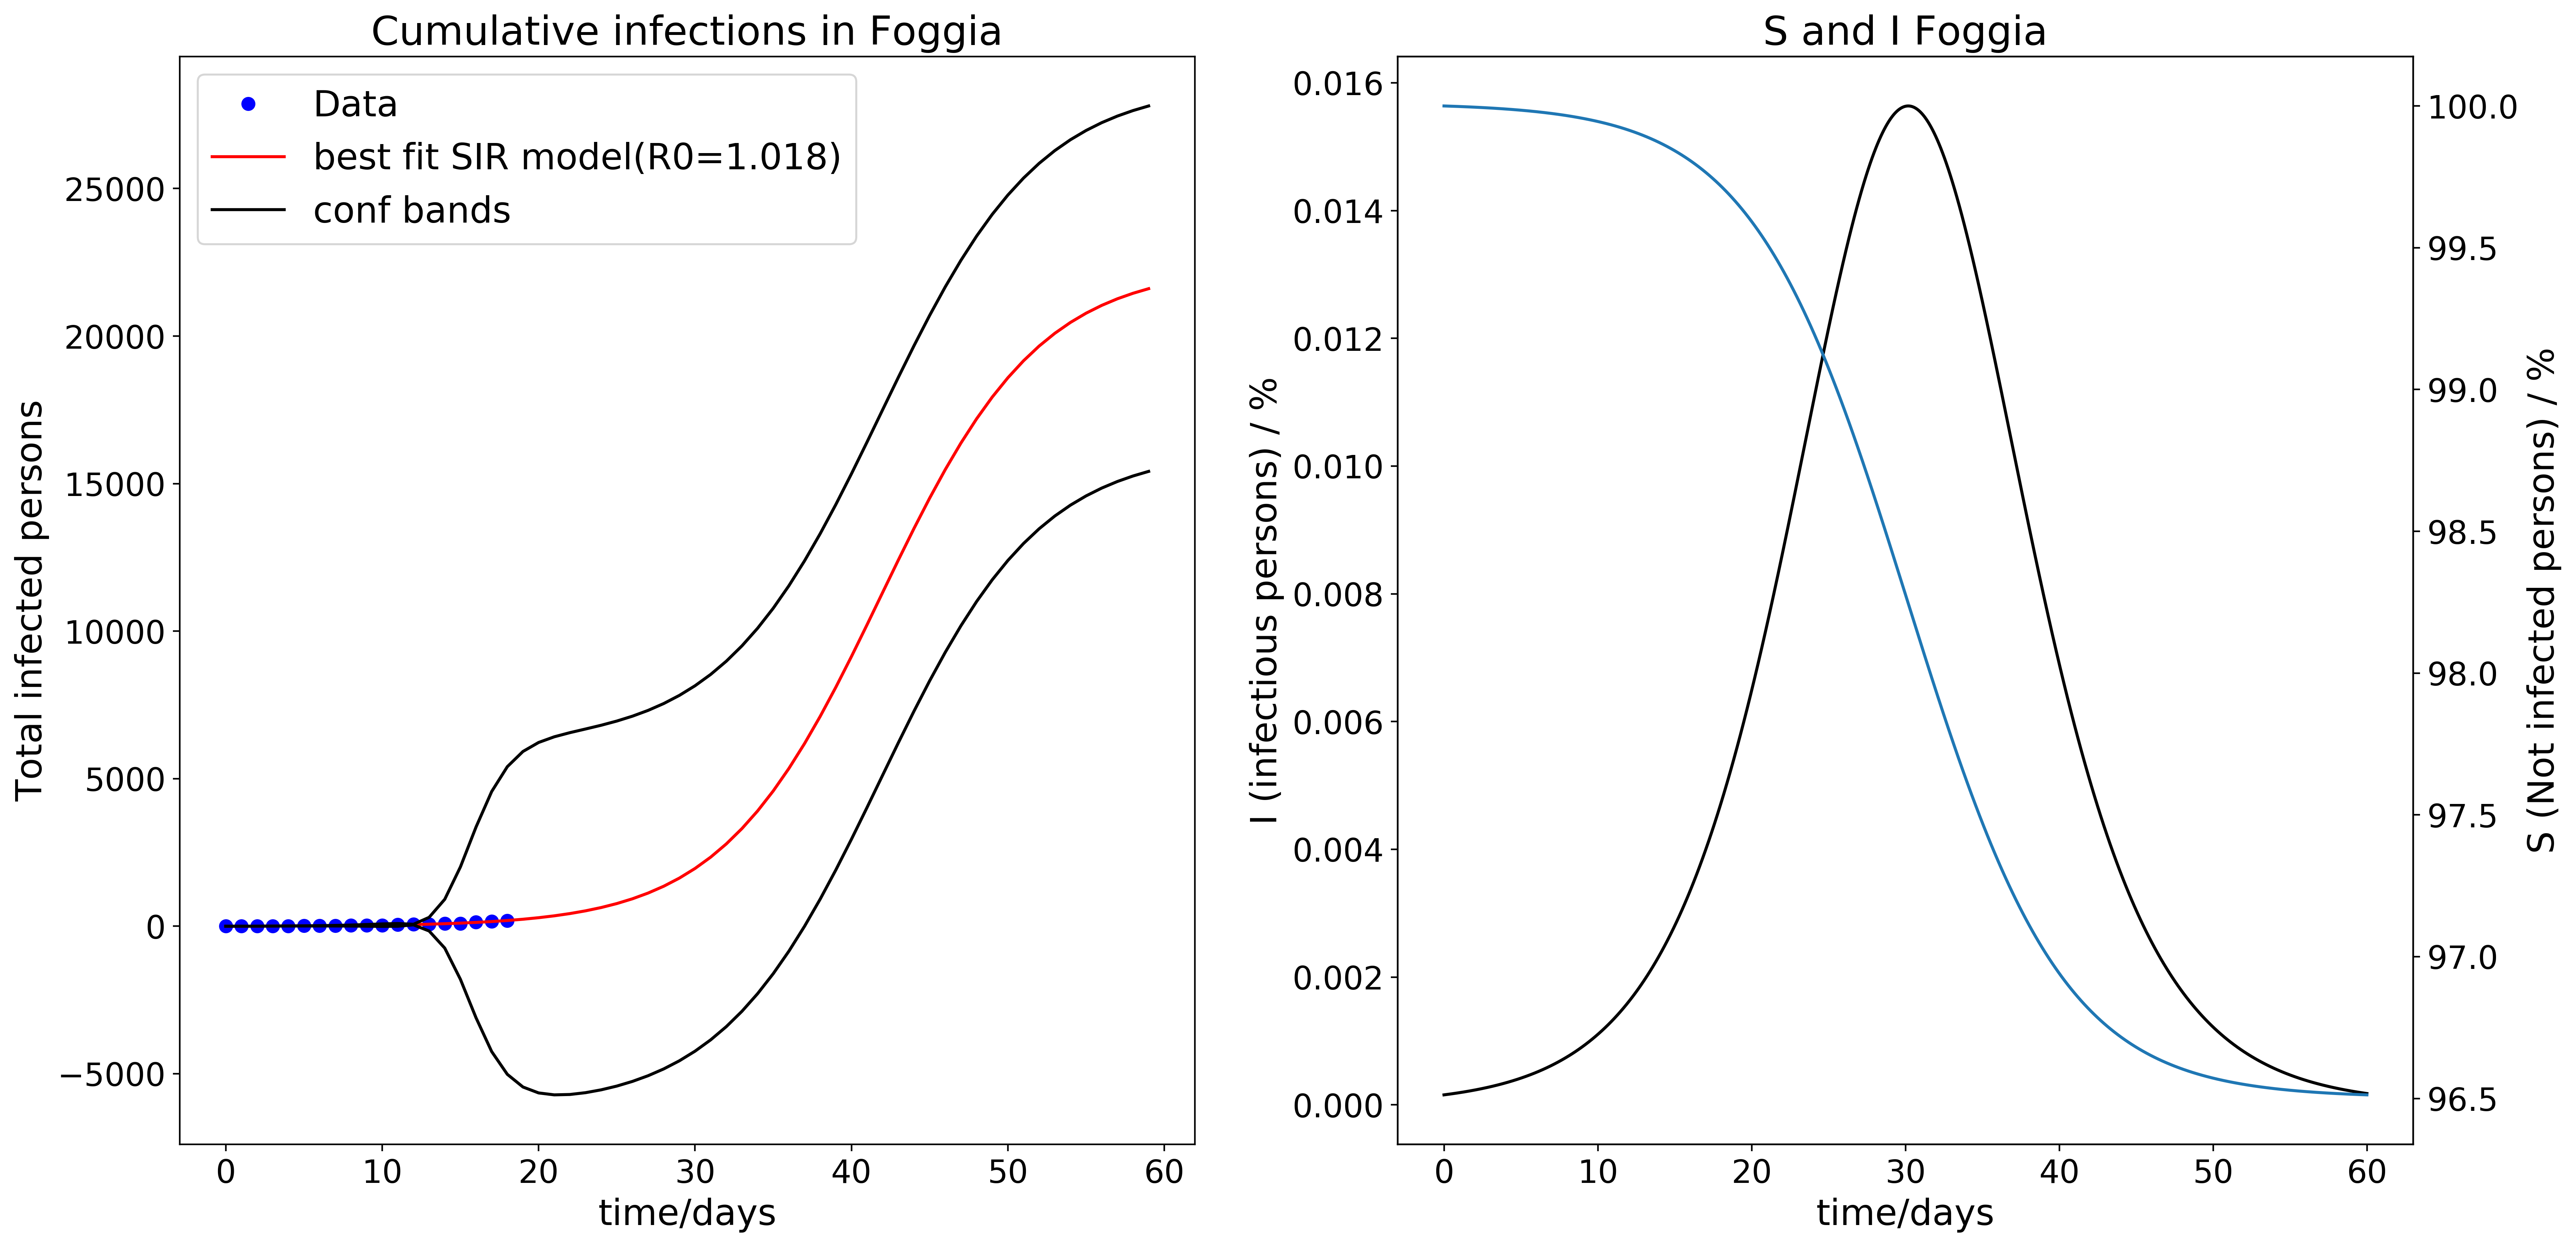 Cumulative infections in Foggia
Data
best fit SIR model(R0=1.018)
conf bands
Total infected persons
25000
20000
15000
10000
5000
0
−5000
0 10 20 30 40 50 60
time/days
S and I Foggia
I (infectious persons) / %
0.016
0.014
0.012
0.010
0.008
0.006
0.004
0.002
0.000
0 10 20 30 40 50 60
time/days
100.0
99.5
99.0
98.5
98.0
97.5
97.0
96.5
S (Not infected persons) / %